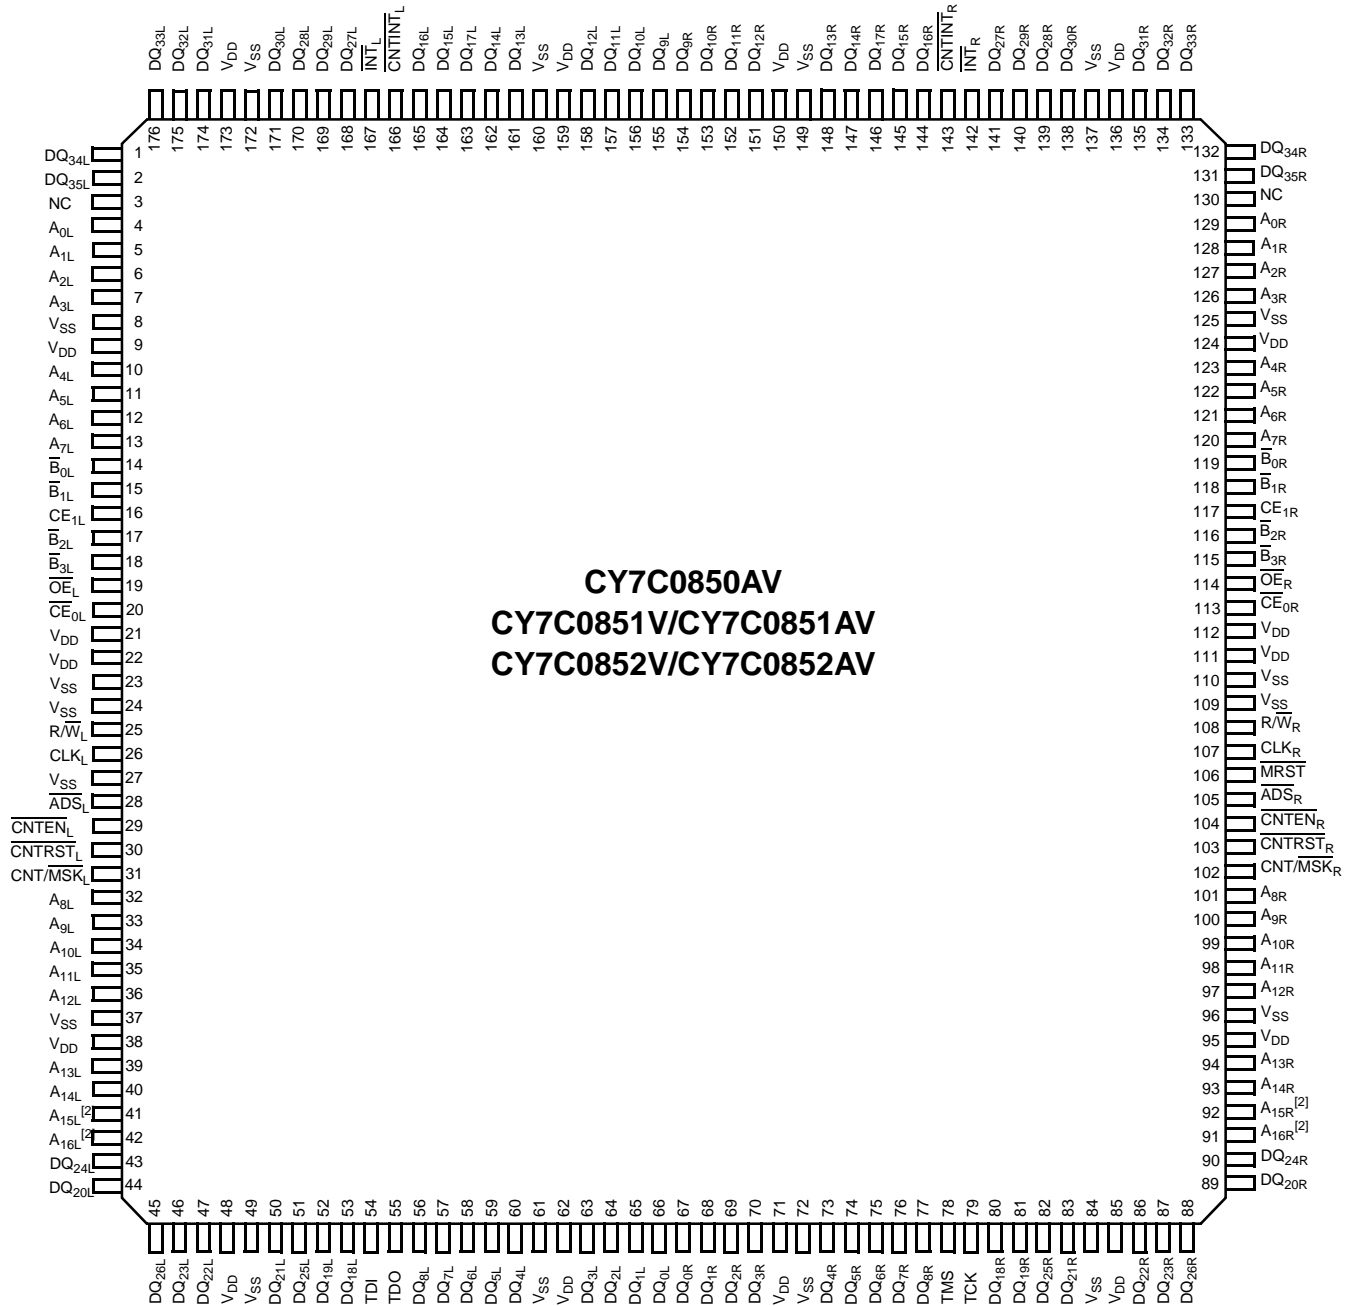 DQ33L DQ32L DQ31L VDD VSS DQ30L DQ28L DQ29L DQ27L INTL CNTINTL DQ16L DQ15L DQ17L DQ14L DQ13L VSS VDD DQ12L DQ11L DQ10L DQ9L DQ9R DQ10R DQ11R DQ12R VDD VSS DQ13R DQ14R DQ17R DQ15R DQ16R CNTINTR INTR DQ27R DQ29R DQ28R DQ30R VSS VDD DQ31R DQ32R DQ33R
176 175 174 173 172 171 170 169 168 167 166 165 164 163 162 161 160 159 158 157 156 155 154 153 152 151 150 149 148 147 146 145 144 143 142 141 140 139 138 137 136 135 134 133
DQ34L 1 132 DQ34R
DQ35L 2 131 DQ35R
NC 3 130 NC
A0L 4 129 A0R
A1L 5 128 A1R
A2L 6 127 A2R
A3L 7 126 A3R
VSS 8 125 VSS
VDD 9 124 VDD
A4L 10 123 A4R
A5L 11 122 A5R
A6L 12 121 A6R
A7L 13 120 A7R
B0L 14 119 B0R
B1L 15 118 B1R
CE1L 16 117 CE1R
B2L 17 116 B2R
B3L 18 115 B3R
OEL 19 114 OER
CE0L 20 113 CE0R
VDD 21 112 VDD
VDD 22 111 VDD
VSS 23 110 VSS
VSS 24 109 VSS
R/WL 25 108 R/WR
CLKL 26 107 CLKR
VSS 27 106 MRST
ADSL 28 105 ADSR
CNTENL 29 104 CNTENR
CNTRSTL 30 103 CNTRSTR
CNT/MSKL 31 102 CNT/MSKR
A8L 32 101 A8R
A9L 33 100 A9R
A10L 34 99 A10R
A11L 35 98 A11R
A12L 36 97 A12R
VSS 37 96 VSS
VDD 38 95 VDD
A13L 39 94 A13R
A14L 40 93 A14R
A15L[2] 41 92 A15R[2]
A16L[2] 42 91 A16R[2]
DQ24L 43 90 DQ24R
DQ20L 44 89 DQ20R
CY7C0850AV
CY7C0851V/CY7C0851AV
CY7C0852V/CY7C0852AV
45 46 47 48 49 50 51 52 53 54 55 56 57 58 59 60 61 62 63 64 65 66 67 68 69 70 71 72 73 74 75 76 77 78 79 80 81 82 83 84 85 86 87 88
DQ26L DQ23L DQ22L VDD VSS DQ21L DQ25L DQ19L DQ18L TDI TDO DQ8L DQ7L DQ6L DQ5L DQ4L VSS VDD DQ3L DQ2L DQ1L DQ0L DQ0R DQ1R DQ2R DQ3R VDD VSS DQ4R DQ5R DQ6R DQ7R DQ8R TMS TCK DQ18R DQ19R DQ25R DQ21R VSS VDD DQ22R DQ23R DQ26R